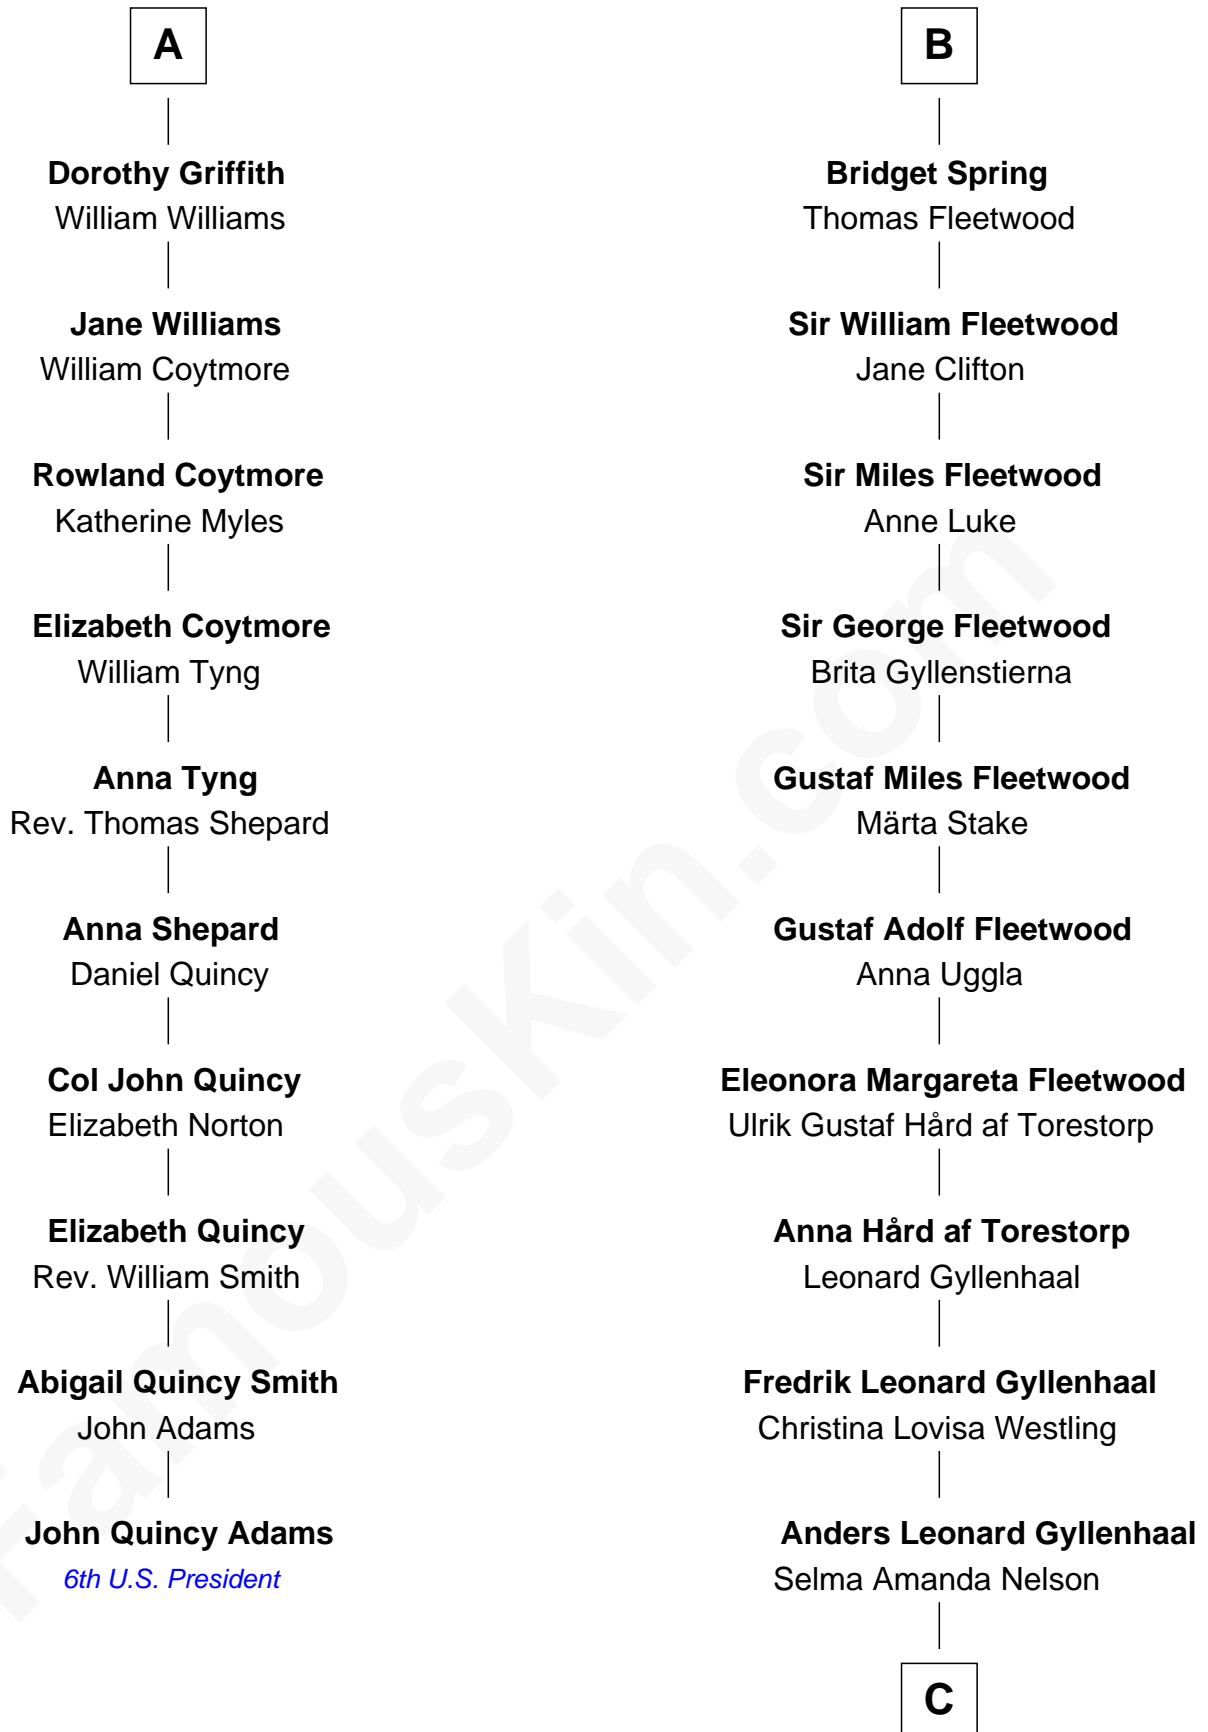 A
Dorothy Griffith
William Williams
Jane Williams
William Coytmore
Rowland Coytmore
Katherine Myles
Elizabeth Coytmore
William Tyng
Anna Tyng
Rev. Thomas Shepard
Anna Shepard
Daniel Quincy
Col John Quincy
Elizabeth Norton
Elizabeth Quincy
Rev. William Smith
Abigail Quincy Smith
John Adams
John Quincy Adams
6th U.S. President
B
Bridget Spring
Thomas Fleetwood
Sir William Fleetwood
Jane Clifton
Sir Miles Fleetwood
Anne Luke
Sir George Fleetwood
Brita Gyllenstierna
Gustaf Miles Fleetwood
Märta Stake
Gustaf Adolf Fleetwood
Anna Uggla
Eleonora Margareta Fleetwood
Ulrik Gustaf Hård af Torestorp
Anna Hård af Torestorp
Leonard Gyllenhaal
Fredrik Leonard Gyllenhaal
Christina Lovisa Westling
Anders Leonard Gyllenhaal
Selma Amanda Nelson
C
FamousKin.com